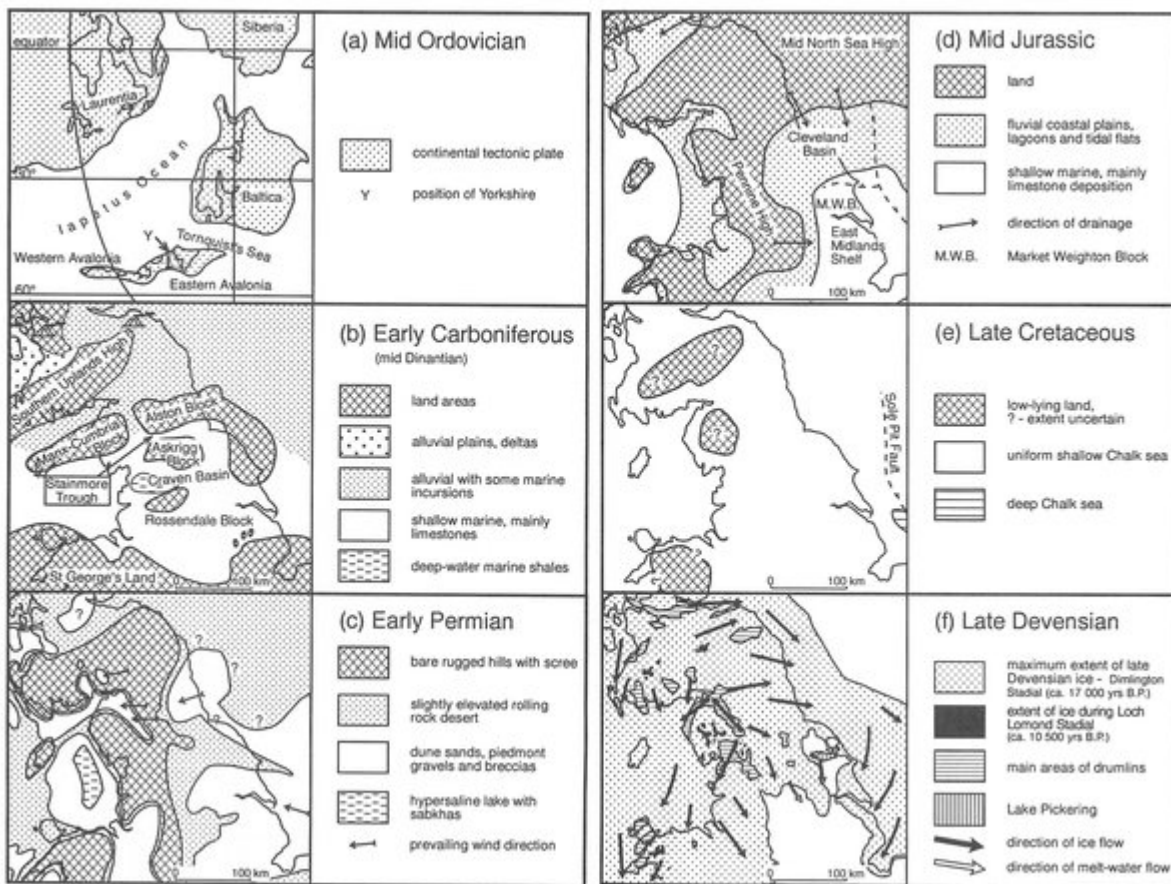 equator
Siberia
Laurentia
Iapetus Ocean
30°
Baltica
Y
Tornquist's Sea
Western Avalonia
Eastern Avalonia
60°
(a) Mid Ordovician
continental tectonic plate
Y position of Yorkshire
Southern Uplands High
Alston Block
Manx-Cumbrian Block
Askrigg Block
Stainmore Trough
Craven Basin
Rossendale Block
St George's Land
0 100 km
(b) Early Carboniferous
(mid Dinantian)
land areas
alluvial plains, deltas
alluvial with some marine
incursions
shallow marine, mainly
limestones
deep-water marine shales
?
?
?
?
0 100 km
(c) Early Permian
bare rugged hills with scree
slightly elevated rolling
rock desert
dune sands, piedmont
gravels and breccias
hypersaline lake with
sabkhas
prevailing wind direction
Mid North Sea High
Cleveland
Basin
Pennine High
M.W.B.
East
Midlands
Shelf
0 100 km
(d) Mid Jurassic
land
fluvial coastal plains,
lagoons and tidal flats
shallow marine, mainly
limestone deposition
direction of drainage
M.W.B. Market Weighton Block
?
?
?
?
Sole Pit Fault
0 100 km
(e) Late Cretaceous
low-lying land,
? - extent uncertain
uniform shallow Chalk sea
deep Chalk sea
0 100 km
(f) Late Devensian
maximum extent of late
Devensian ice - Dimlington
Stadial (ca. 17 000 yrs B.P.)
extent of ice during Loch
Lomond Stadial
(ca. 10 500 yrs B.P.)
main areas of drumlins
Lake Pickering
direction of ice flow
direction of melt-water flow